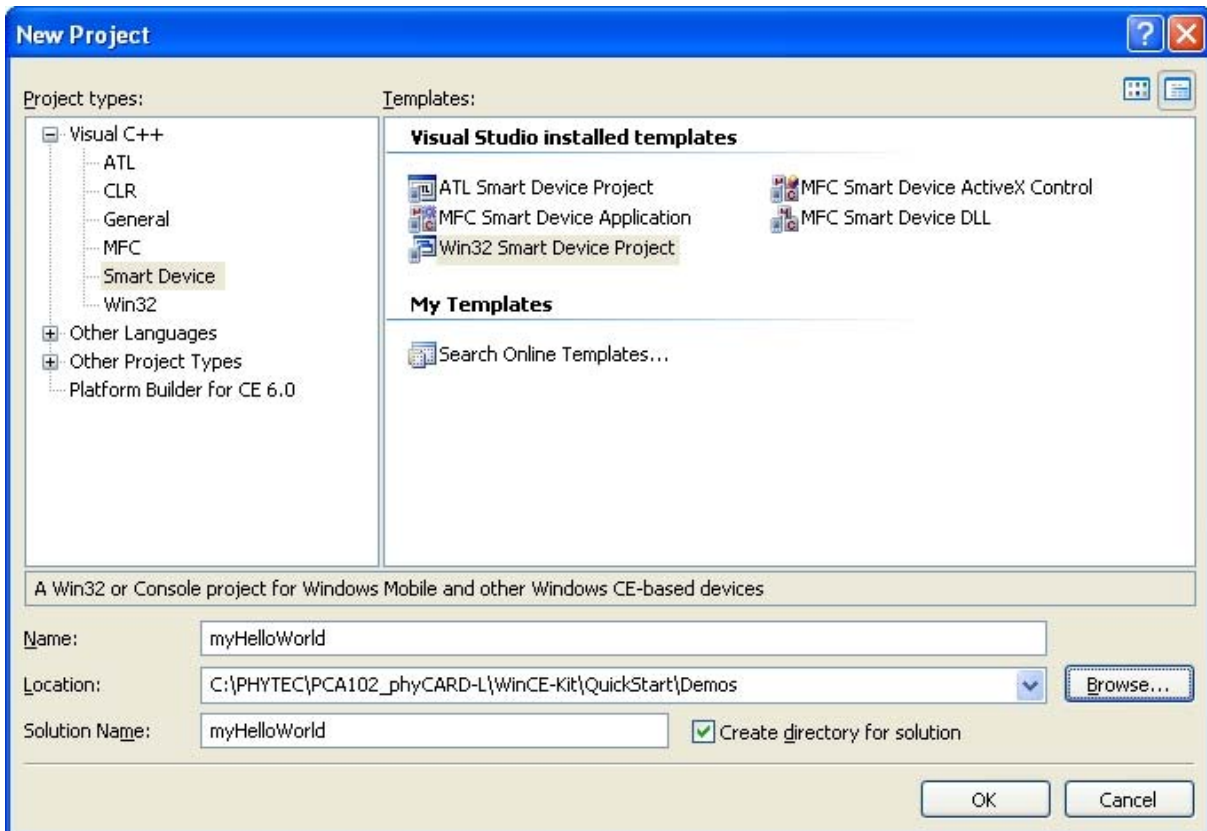 New Project
Project types:
Templates:
Visual C++
ATL
CLR
General
MFC
Smart Device
Win32
Other Languages
Other Project Types
Platform Builder for CE 6.0
Visual Studio installed templates
ATL Smart Device Project
MFC Smart Device ActiveX Control
MFC Smart Device Application
MFC Smart Device DLL
Win32 Smart Device Project
My Templates
Search Online Templates...
A Win32 or Console project for Windows Mobile and other Windows CE-based devices
Name:
myHelloWorld
Location:
C:\PHYTEC\PCA102_phyCARD-L\WinCE-Kit\QuickStart\Demos
Browse...
Solution Name:
myHelloWorld
Create directory for solution
OK
Cancel